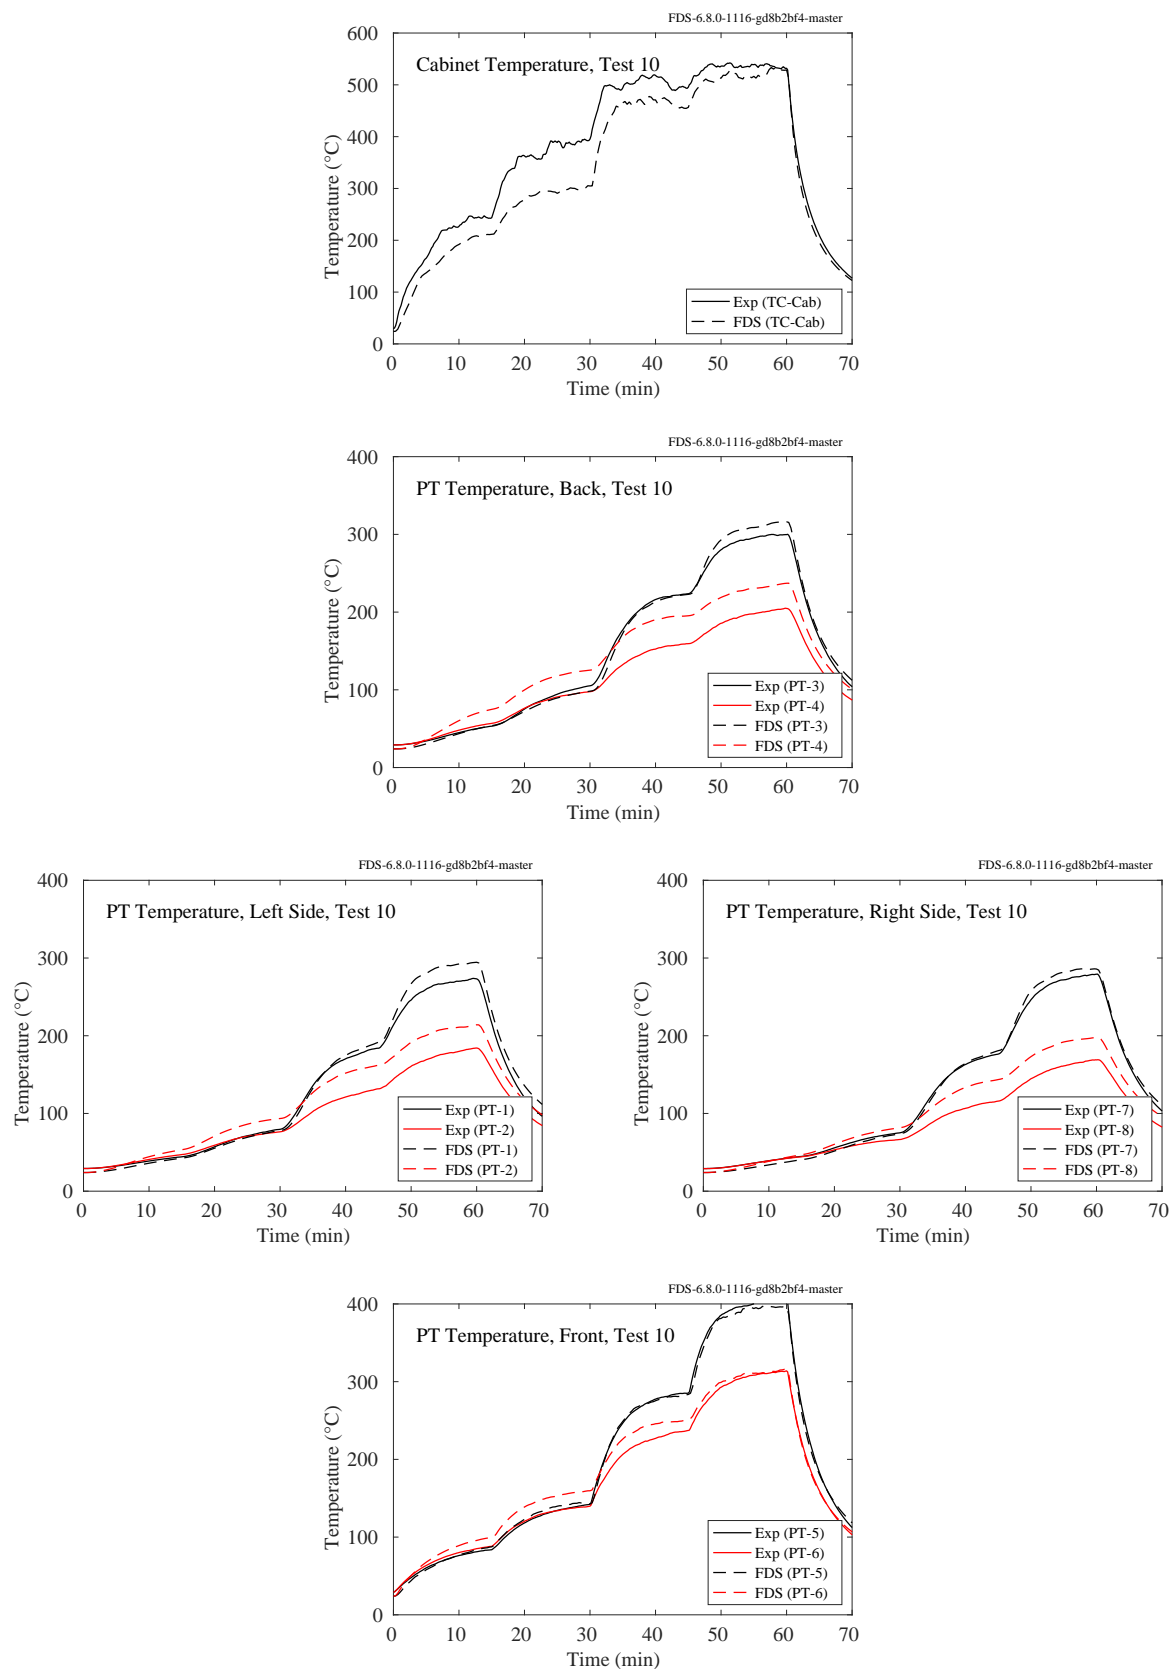 FDS-6.8.0-1116-gd8b2bf4-master
Cabinet Temperature, Test 10
Temperature (°C)
600
500
400
300
200
100
0
Exp (TC-Cab)
FDS (TC-Cab)
0 10 20 30 40 50 60 70
Time (min)
FDS-6.8.0-1116-gd8b2bf4-master
PT Temperature, Back, Test 10
Temperature (°C)
400
300
200
100
0
Exp (PT-3)
Exp (PT-4)
FDS (PT-3)
FDS (PT-4)
0 10 20 30 40 50 60 70
Time (min)
FDS-6.8.0-1116-gd8b2bf4-master
PT Temperature, Left Side, Test 10
Temperature (°C)
400
300
200
100
0
Exp (PT-1)
Exp (PT-2)
FDS (PT-1)
FDS (PT-2)
0 10 20 30 40 50 60 70
Time (min)
FDS-6.8.0-1116-gd8b2bf4-master
PT Temperature, Right Side, Test 10
Temperature (°C)
400
300
200
100
0
Exp (PT-7)
Exp (PT-8)
FDS (PT-7)
FDS (PT-8)
0 10 20 30 40 50 60 70
Time (min)
FDS-6.8.0-1116-gd8b2bf4-master
PT Temperature, Front, Test 10
Temperature (°C)
400
300
200
100
0
Exp (PT-5)
Exp (PT-6)
FDS (PT-5)
FDS (PT-6)
0 10 20 30 40 50 60 70
Time (min)